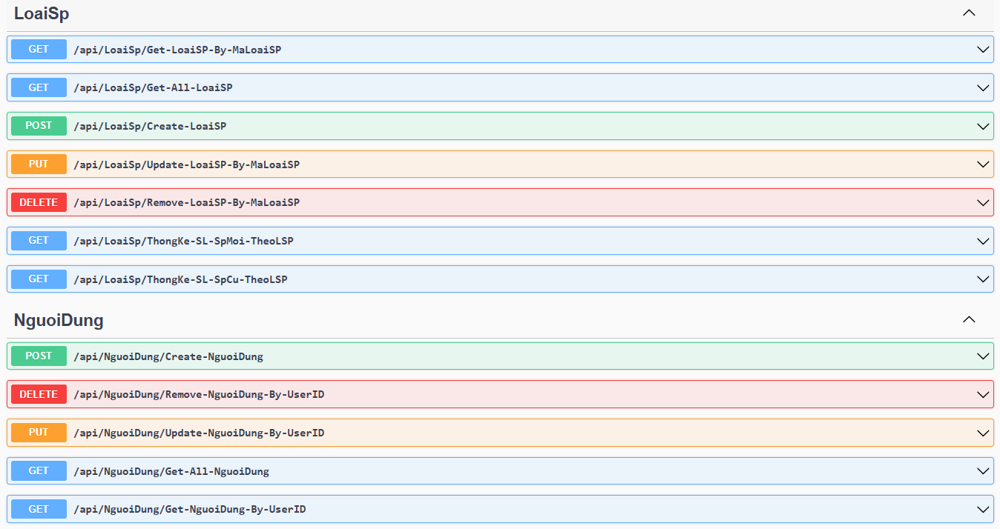 LoaiSp
GET /api/LoaiSp/Get-LoaiSP-By-MaLoaiSP
GET /api/LoaiSp/Get-All-LoaiSP
POST /api/LoaiSp/Create-LoaiSP
PUT /api/LoaiSp/Update-LoaiSP-By-MaLoaiSP
DELETE /api/LoaiSp/Remove-LoaiSP-By-MaLoaiSP
GET /api/LoaiSp/ThongKe-SL-SpMoi-TheoLSP
GET /api/LoaiSp/ThongKe-SL-SpCu-TheoLSP
NguoiDung
POST /api/NguoiDung/Create-NguoiDung
DELETE /api/NguoiDung/Remove-NguoiDung-By-UserID
PUT /api/NguoiDung/Update-NguoiDung-By-UserID
GET /api/NguoiDung/Get-All-NguoiDung
GET /api/NguoiDung/Get-NguoiDung-By-UserID